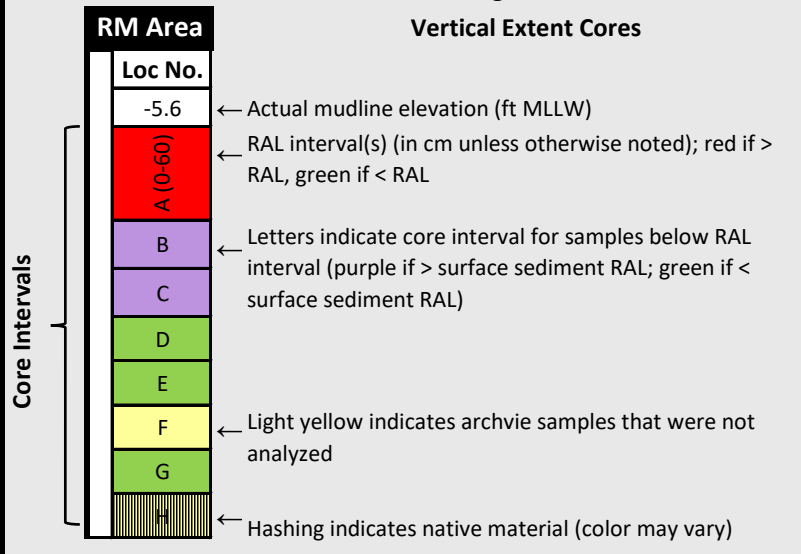 RM Area
Vertical Extent Cores
Loc No.
-5.6
← Actual mudline elevation (ft MLLW)
A (0-60)
← RAL interval(s) (in cm unless otherwise noted); red if >
RAL, green if < RAL
B
← Letters indicate core interval for samples below RAL
interval (purple if > surface sediment RAL; green if <
surface sediment RAL)
C
D
E
F
← Light yellow indicates archvie samples that were not
analyzed
G
H
← Hashing indicates native material (color may vary)
Core Intervals